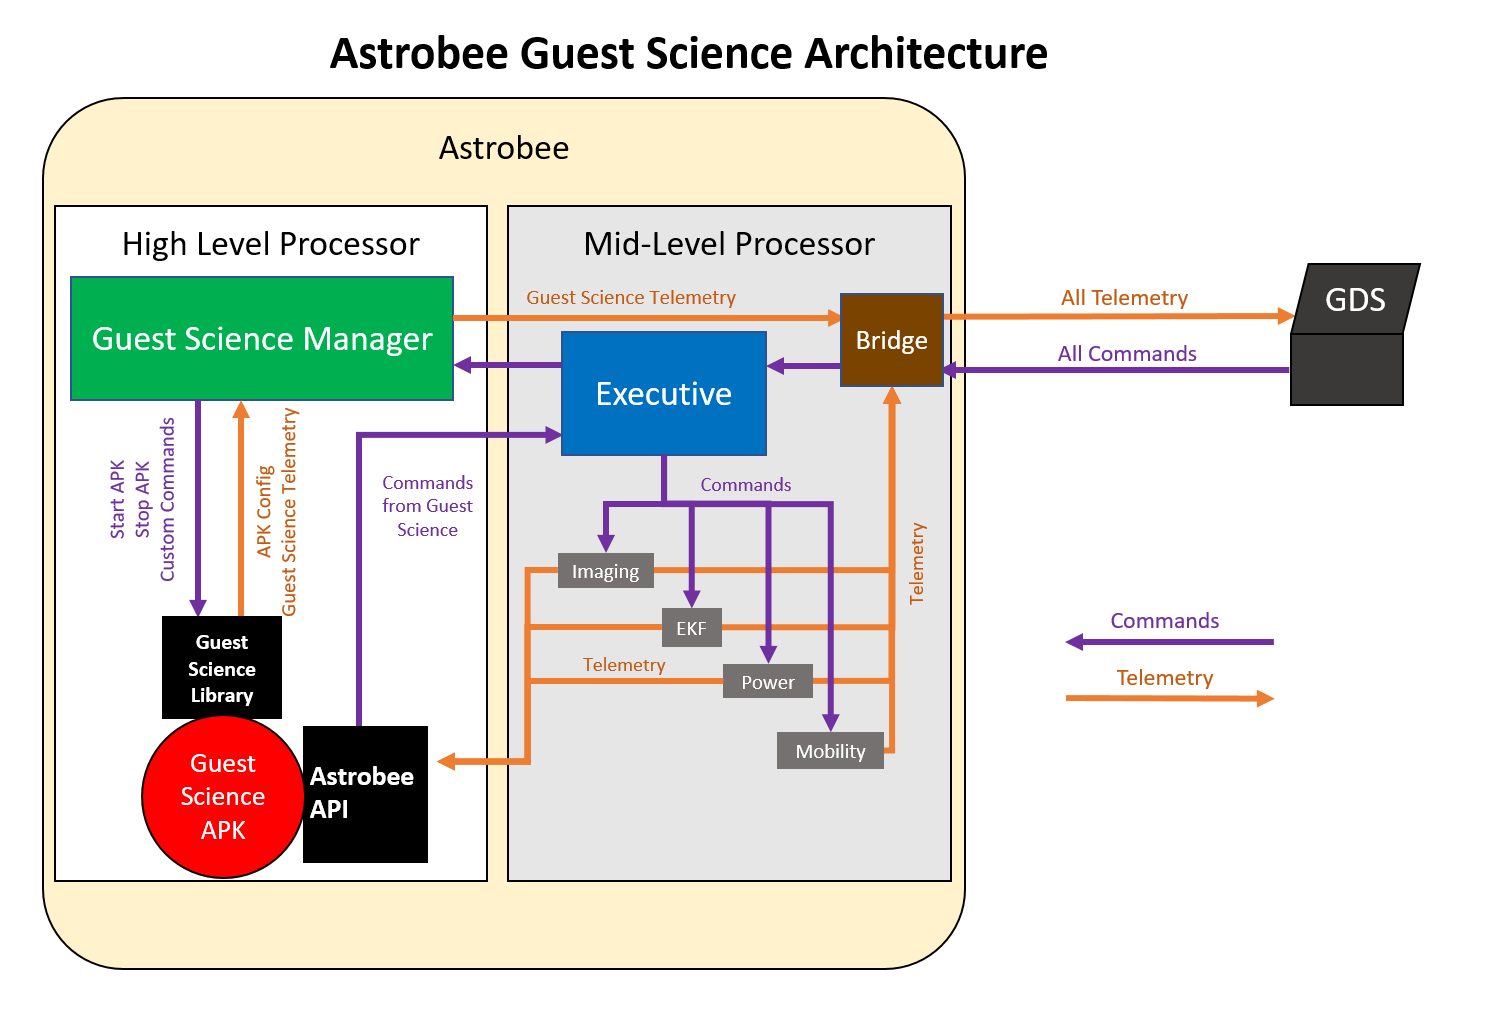 Astrobee Guest Science Architecture
Astrobee
High Level Processor
Mid-Level Processor
Guest Science Manager
Guest Science Telemetry
Bridge
Executive
All Telemetry
All Commands
GDS
Start APK
Stop APK
Custom Commands
APK Config
Guest Science Telemetry
Commands
from Guest
Science
Commands
Telemetry
Imaging
EKF
Telemetry
Power
Mobility
Guest
Science
Library
Guest
Science
APK
Astrobee
API
Commands
Telemetry